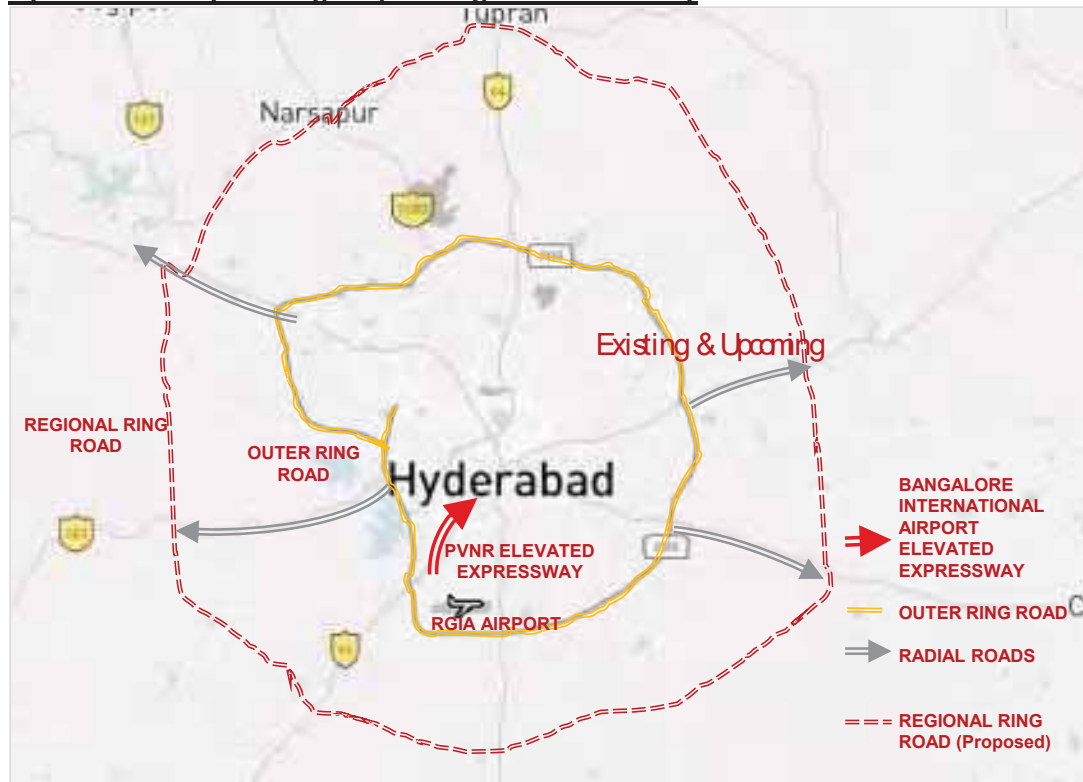 Tupran
Narsapur
Existing & Upcoming
REGIONAL RING
ROAD
OUTER RING
ROAD
Hyderabad
PVNR ELEVATED
EXPRESSWAY
RGIA AIRPORT
BANGALORE
INTERNATIONAL
AIRPORT
ELEVATED
EXPRESSWAY
OUTER RING ROAD
RADIAL ROADS
REGIONAL RING
ROAD (Proposed)